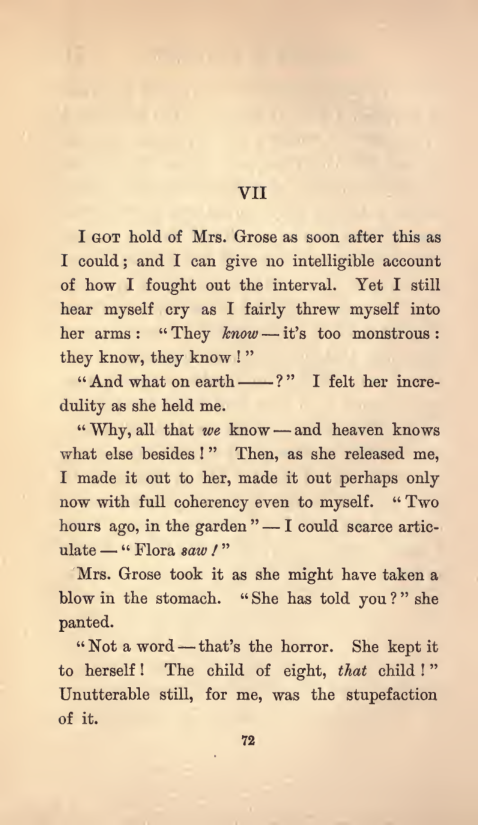 VII
I GOT hold of Mrs. Grose as soon after this as
I could; and I can give no intelligible account
of how I fought out the interval. Yet I still
hear myself cry as I fairly threw myself into
her arms: “They know—it’s too monstrous:
they know, they know!”
“And what on earth——?” I felt her incre-
dulity as she held me.
“Why, all that we know—and heaven knows
what else besides!” Then, as she released me,
I made it out to her, made it out perhaps only
now with full coherency even to myself. “Two
hours ago, in the garden”—I could scarce artic-
ulate—“Flora saw!”
Mrs. Grose took it as she might have taken a
blow in the stomach. “She has told you?” she
panted.
“Not a word—that’s the horror. She kept it
to herself! The child of eight, that child!”
Unutterable still, for me, was the stupefaction
of it.
72